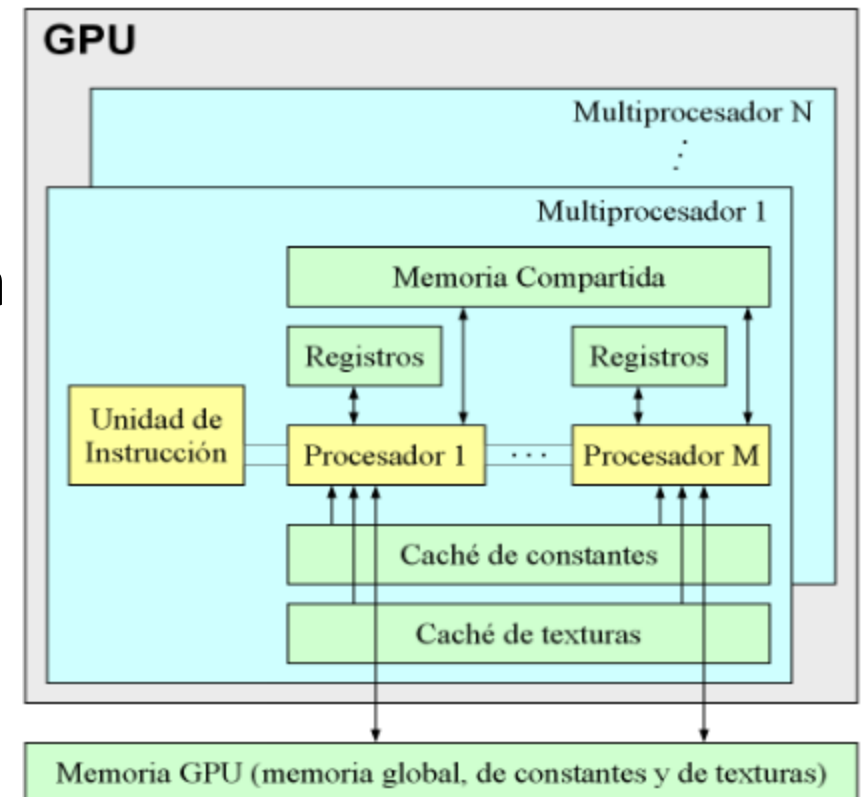 GPU
Multiprocesador N
Multiprocesador 1
Memoria Compartida
Registros
Registros
Unidad de
Instrucción
Procesador 1
...
Procesador M
Caché de constantes
Caché de texturas
Memoria GPU (memoria global, de constantes y de texturas)